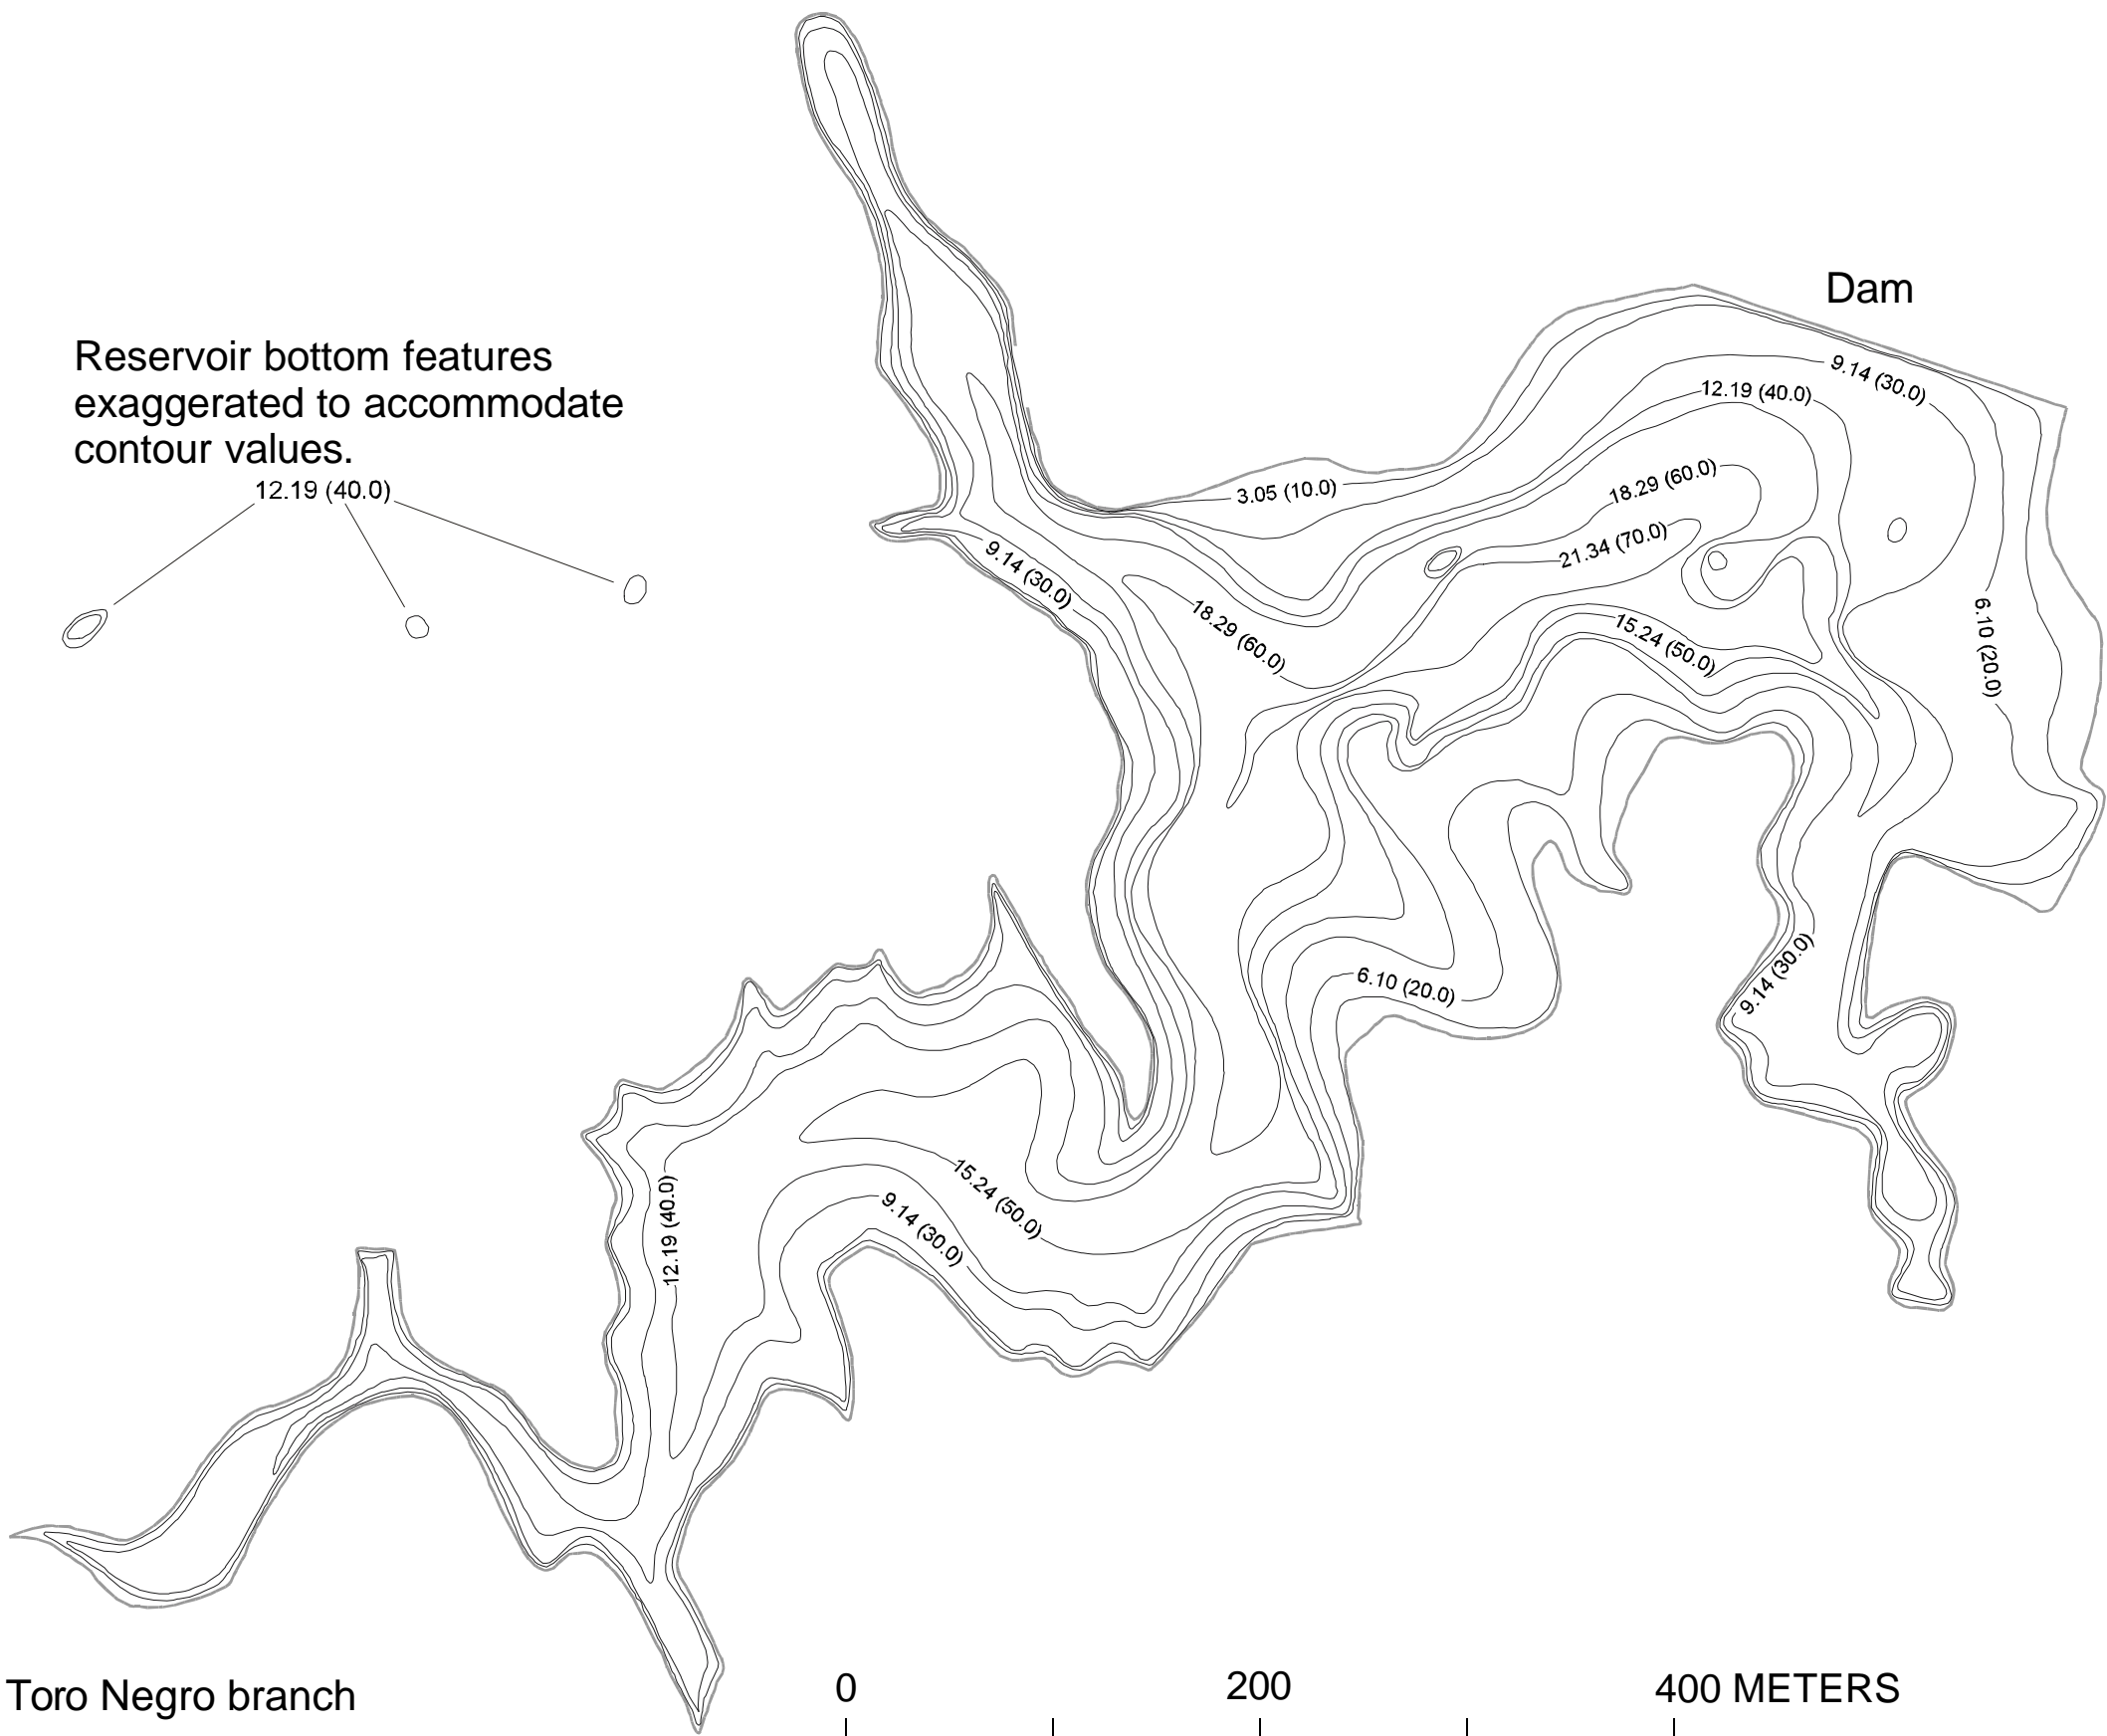 Dam
Reservoir bottom features
exaggerated to accommodate
contour values.
12.19 (40.0)
9.14 (30.0)
12.19 (40.0)
3.05 (10.0)
18.29 (60.0)
21.34 (70.0)
9.14 (30.0)
18.29 (60.0)
15.24 (50.0)
6.10 (20.0)
6.10 (20.0)
9.14 (30.0)
15.24 (50.0)
12.19 (40.0)
9.14 (30.0)
Toro Negro branch
0 200 400 METERS